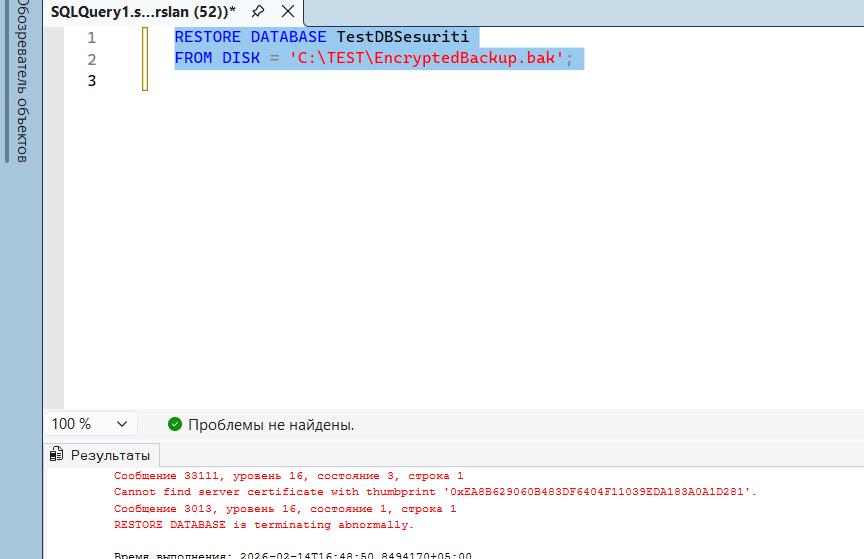 Обозреватель объектов
SQLQuery1.s...rslan (52))*
1 RESTORE DATABASE TestDBSesuriti
2 FROM DISK = 'C:\TEST\EncryptedBackup.bak';
3
100 %
Проблемы не найдены.
Результаты
Сообщение 33111, уровень 16, состояние 3, строка 1
Cannot find server certificate with thumbprint '0xEA8B629060B483DF6404F11039EDA183A0A1D281'.
Сообщение 3013, уровень 16, состояние 1, строка 1
RESTORE DATABASE is terminating abnormally.
Время выполнения: 2026-02-14T16:48:50.8494170+05:00